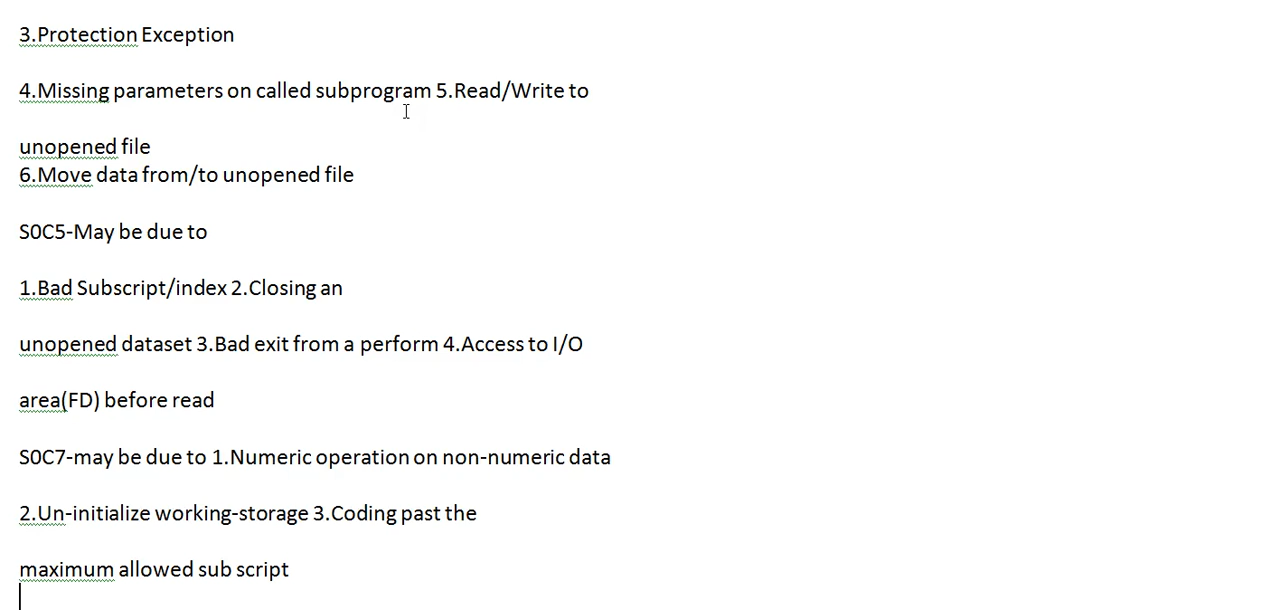 3.Protection Exception
4.Missing parameters on called subprogram 5.Read/Write to
unopened file
6.Move data from/to unopened file
S0C5-May be due to
1.Bad Subscript/index 2.Closing an
unopened dataset 3.Bad exit from a perform 4.Access to I/O
area(FD) before read
S0C7-may be due to 1.Numeric operation on non-numeric data
2.Un-initialize working-storage 3.Coding past the
maximum allowed sub script